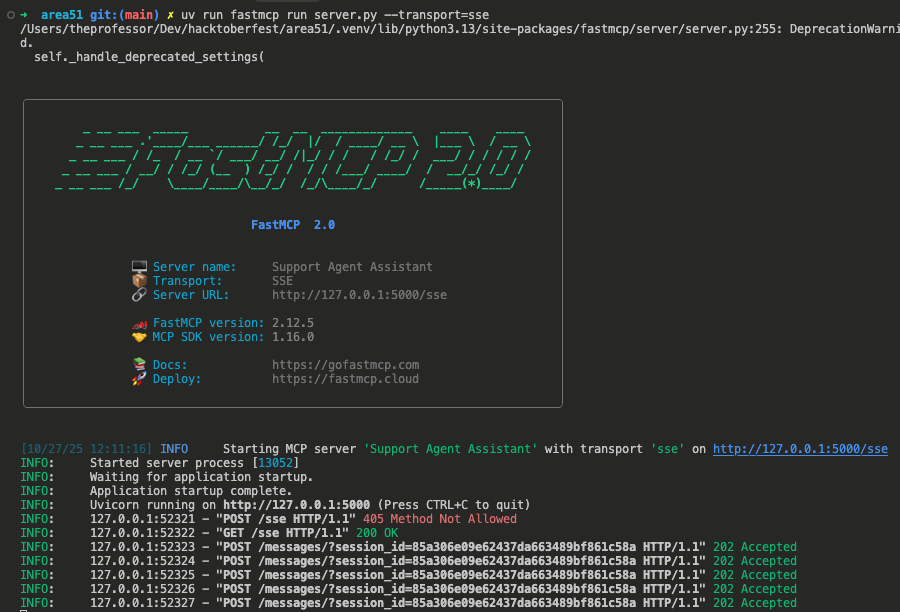 → area51 git:(main) ✗ uv run fastmcp run server.py --transport=sse
/Users/theprofessor/Dev/hacktoberfest/area51/.venv/lib/python3.13/site-packages/fastmcp/server/server.py:255: DeprecationWarni
d.
self._handle_deprecated_settings(
FastMCP 2.0
FastMCP 2.0
Server name: Support Agent Assistant
Transport: SSE
Server URL: http://127.0.0.1:5000/sse
FastMCP version: 2.12.5
MCP SDK version: 1.16.0
Docs: https://gofastmcp.com
Deploy: https://fastmcp.cloud
[10/27/25 12:11:16] INFO Starting MCP server 'Support Agent Assistant' with transport 'sse' on http://127.0.0.1:5000/sse
INFO: Started server process [13052]
INFO: Waiting for application startup.
INFO: Application startup complete.
INFO: Uvicorn running on http://127.0.0.1:5000 (Press CTRL+C to quit)
INFO: 127.0.0.1:52321 - "POST /sse HTTP/1.1" 405 Method Not Allowed
INFO: 127.0.0.1:52322 - "GET /sse HTTP/1.1" 200 OK
INFO: 127.0.0.1:52323 - "POST /messages/?session_id=85a306e09e62437da663489bf861c58a HTTP/1.1" 202 Accepted
INFO: 127.0.0.1:52324 - "POST /messages/?session_id=85a306e09e62437da663489bf861c58a HTTP/1.1" 202 Accepted
INFO: 127.0.0.1:52325 - "POST /messages/?session_id=85a306e09e62437da663489bf861c58a HTTP/1.1" 202 Accepted
INFO: 127.0.0.1:52326 - "POST /messages/?session_id=85a306e09e62437da663489bf861c58a HTTP/1.1" 202 Accepted
INFO: 127.0.0.1:52327 - "POST /messages/?session_id=85a306e09e62437da663489bf861c58a HTTP/1.1" 202 Accepted